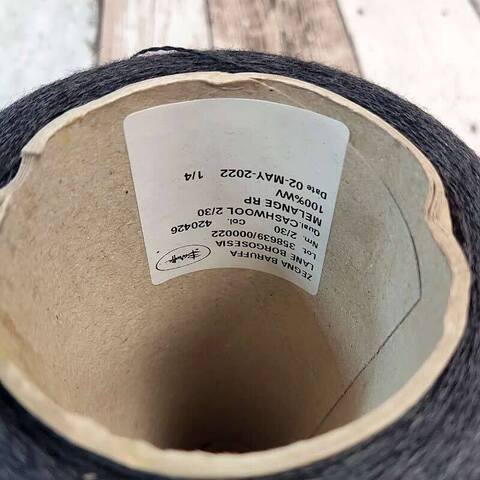 ZEGNA BARUFFA
LANE BORGOSESIA
Lot. 358639/000022
Nm. 2/30 Col. 420426
Qual.CASHWOOL 2/30
MELANGE RP
100%WV
Date 02-MAY-2022 1/4